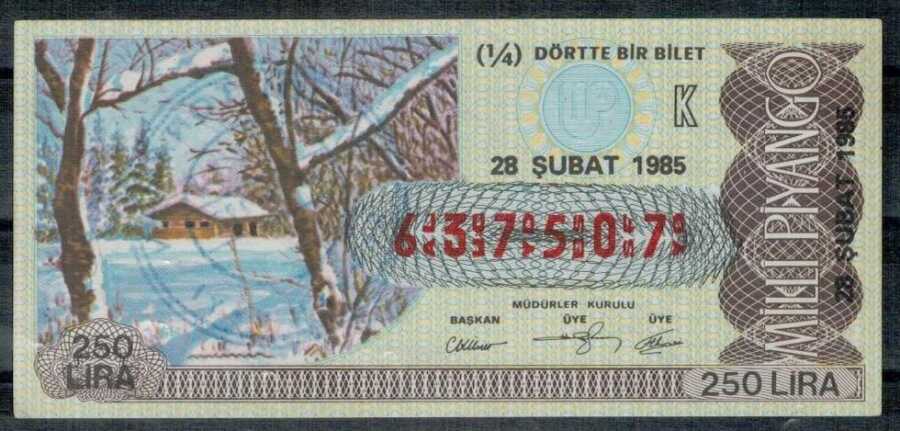 (1/4) DÖRTTE BİR BİLET
K
28 ŞUBAT 1985
637507
MÜDÜRLER KURULU
BAŞKAN ÜYE ÜYE
250 LİRA
250 LİRA
MİLLİ PİYANGO
28 ŞUBAT 1985